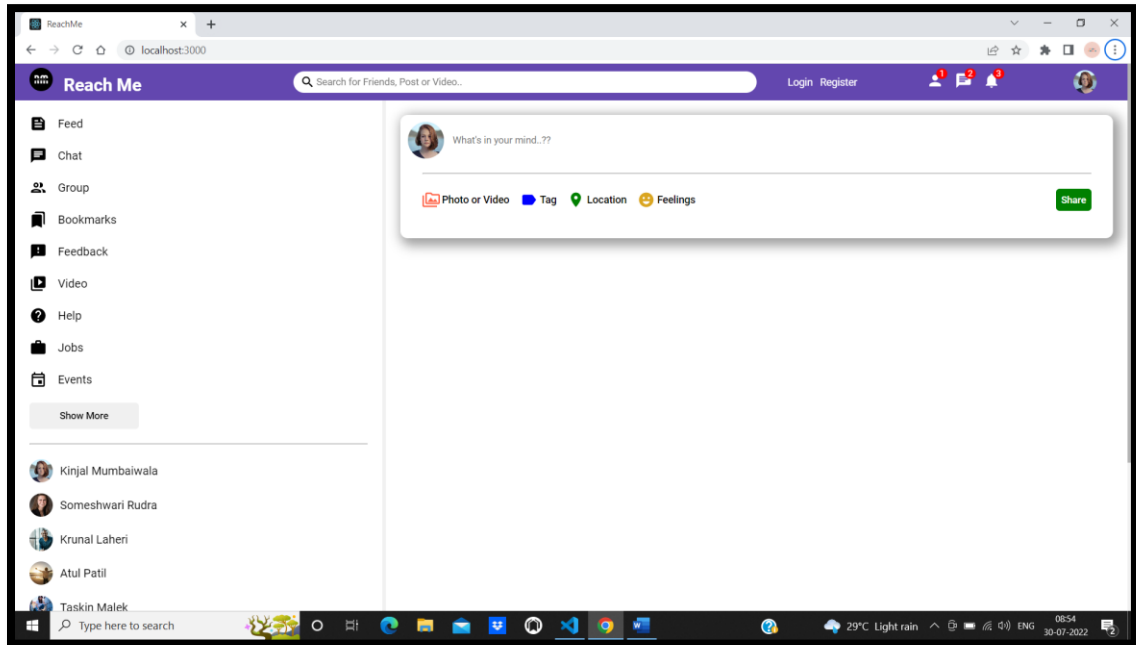 ReachMe
localhost:3000
nm
Reach Me
Search for Friends, Post or Video..
Login Register
1 2 3
Feed
Chat
Group
Bookmarks
Feedback
Video
Help
Jobs
Events
Show More
Kinjal Mumbaiwala
Someshwari Rudra
Krunal Laheri
Atul Patil
Taskin Malek
What's in your mind..??
Photo or Video Tag Location Feelings Share
Type here to search
29°C Light rain
ENG
08:54
30-07-2022
2